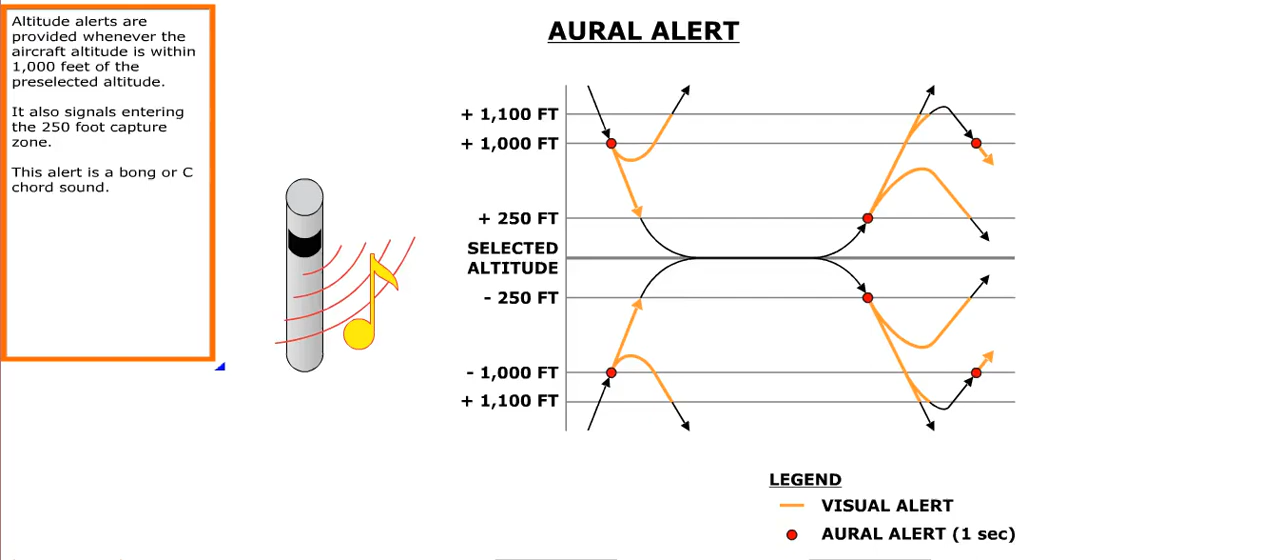 Altitude alerts are
provided whenever the
aircraft altitude is within
1,000 feet of the
preselected altitude.
It also signals entering
the 250 foot capture
zone.
This alert is a bong or C
chord sound.
AURAL ALERT
+ 1,100 FT
+ 1,000 FT
+ 250 FT
SELECTED
ALTITUDE
- 250 FT
- 1,000 FT
+ 1,100 FT
LEGEND
VISUAL ALERT
AURAL ALERT (1 sec)